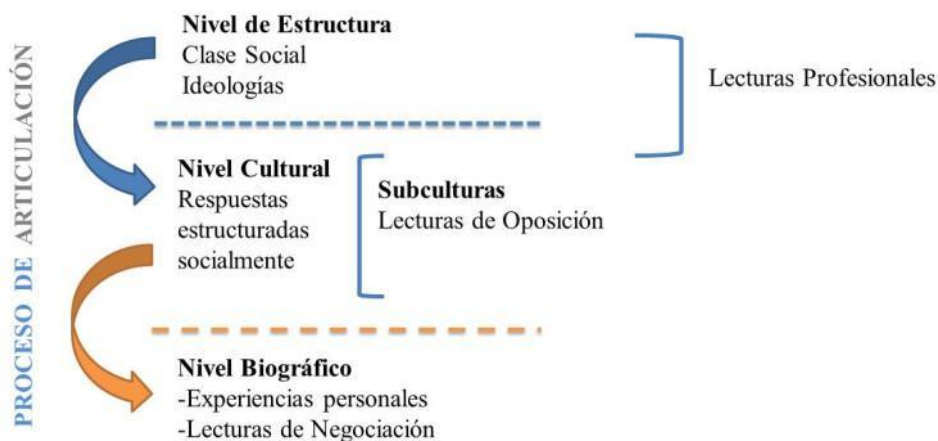 PROCESO DE ARTICULACIÓN
Nivel de Estructura
Clase Social
Ideologías
Lecturas Profesionales
Nivel Cultural
Respuestas
estructuradas
socialmente
Subculturas
Lecturas de Oposición
Nivel Biográfico
-Experiencias personales
-Lecturas de Negociación